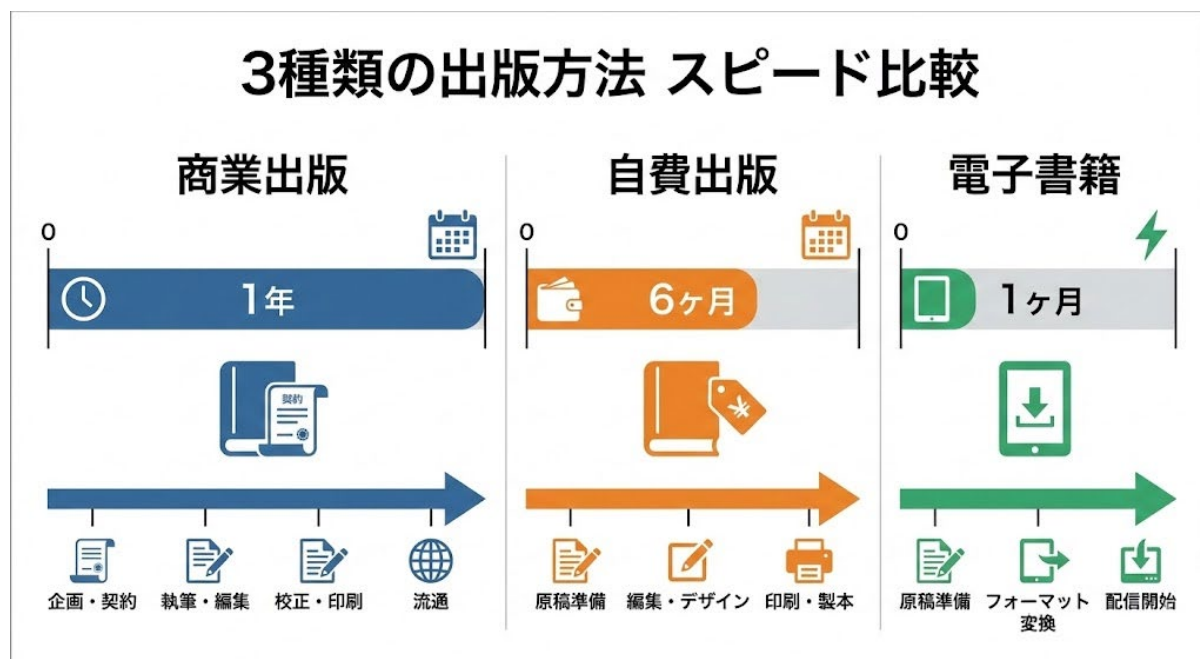 3種類の出版方法 スピード比較
商業出版
0
1年
契約
企画・契約
執筆・編集
校正・印刷
流通
自費出版
0
6ヶ月
¥
原稿準備
編集・デザイン
印刷・製本
電子書籍
0
1ヶ月
原稿準備
フォーマット
変換
配信開始